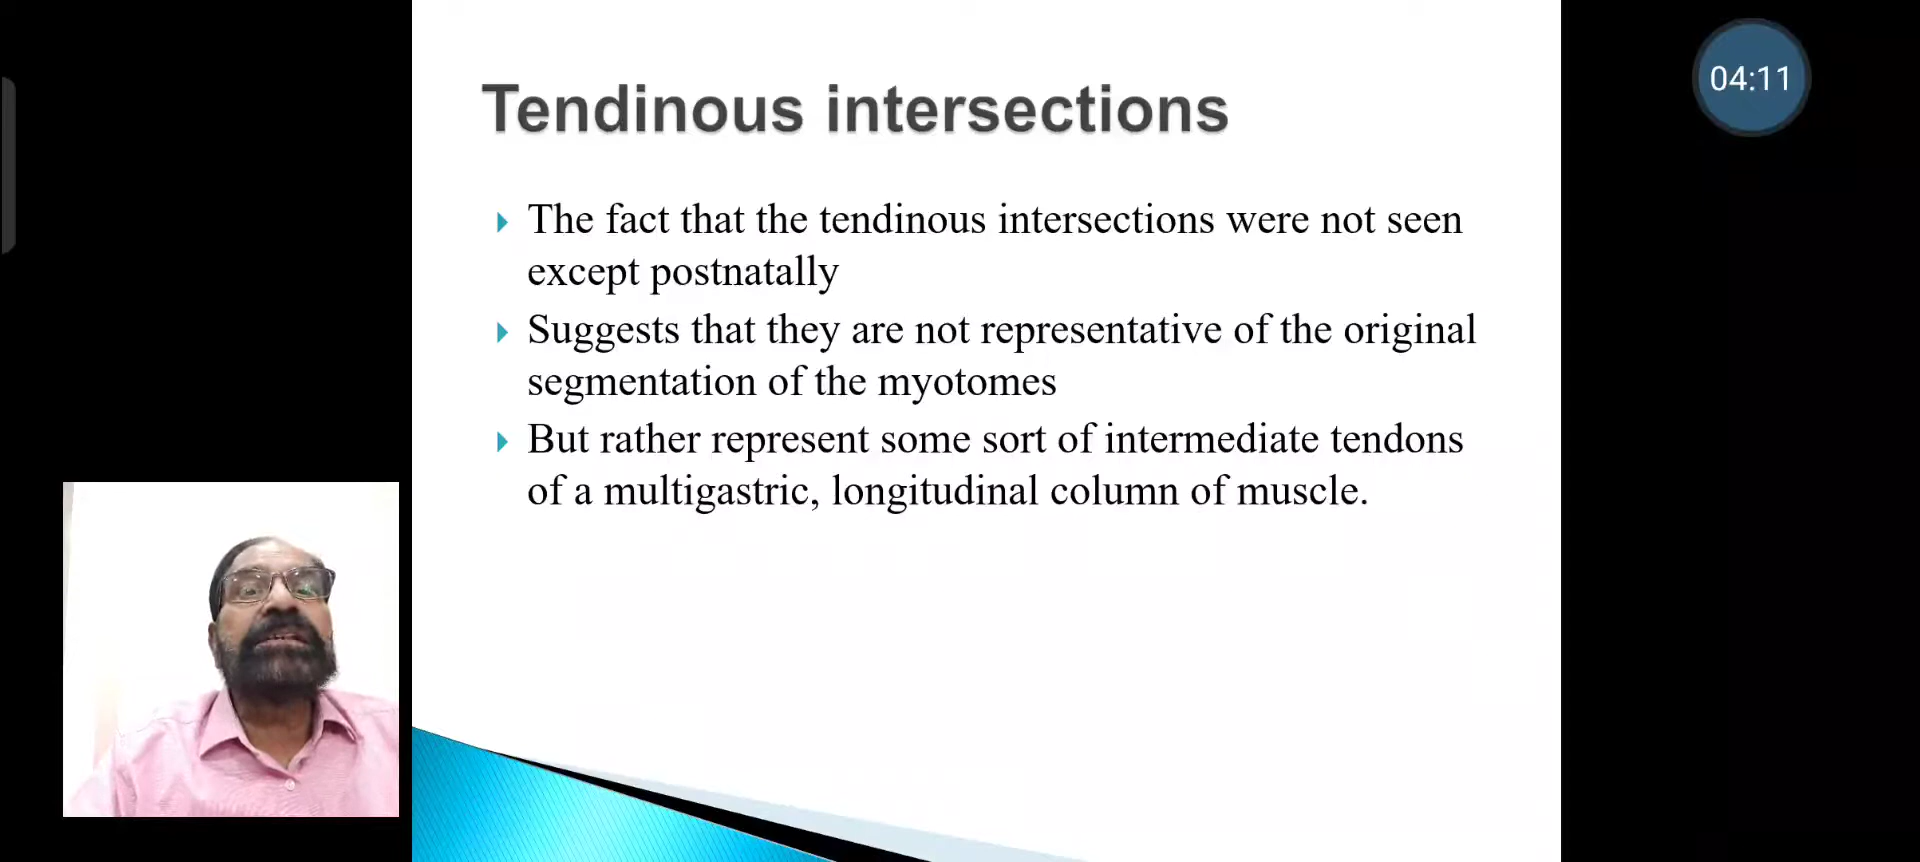 Tendinous intersections
04:11
The fact that the tendinous intersections were not seen
except postnatally
Suggests that they are not representative of the original
segmentation of the myotomes
But rather represent some sort of intermediate tendons
of a multigastric, longitudinal column of muscle.